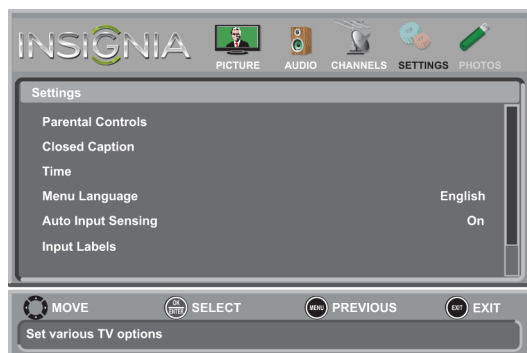 INSIGNIA
PICTURE AUDIO CHANNELS SETTINGS PHOTOS
Settings
Parental Controls
Closed Caption
Time
Menu Language English
Auto Input Sensing On
Input Labels
MOVE OK ENTER SELECT MENU PREVIOUS EXIT EXIT
Set various TV options